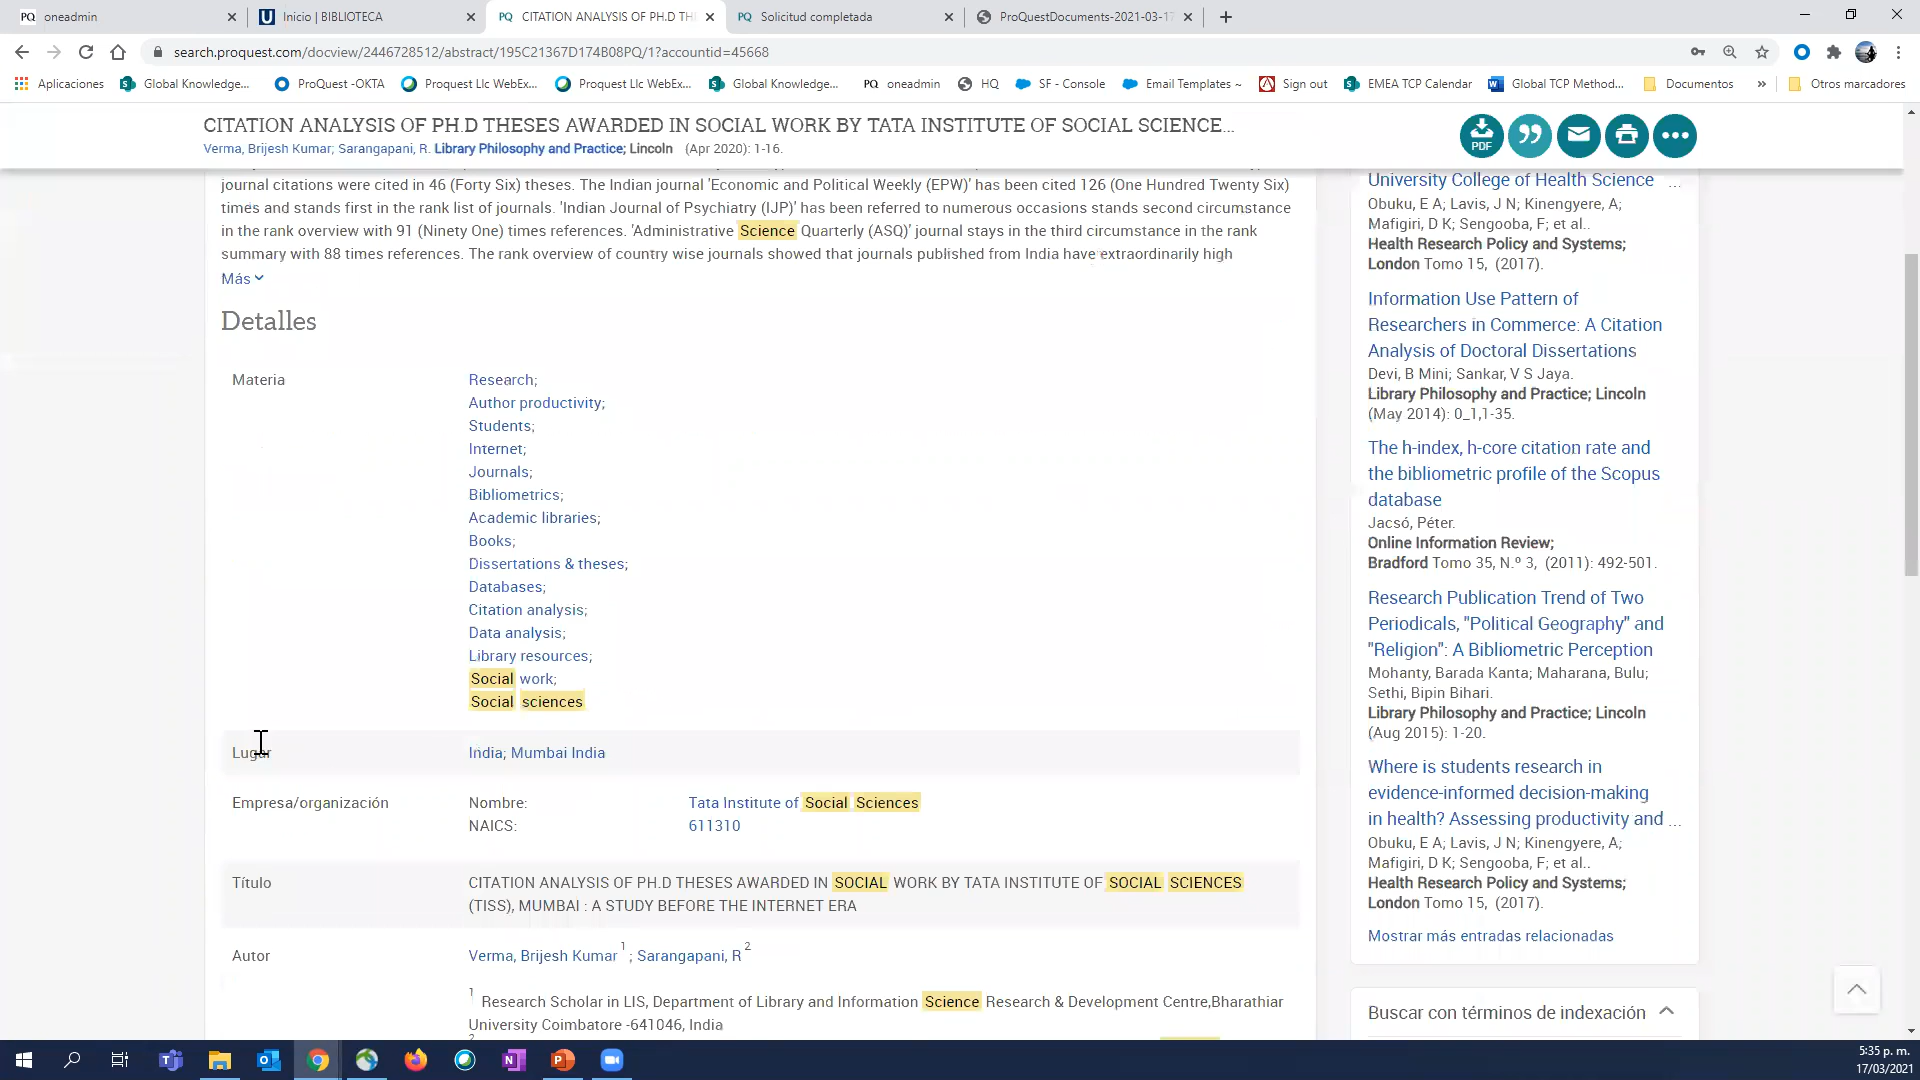 oneadmin
Inicio | BIBLIOTECA
CITATION ANALYSIS OF PH.D TH
Solicitud completada
ProQuestDocuments-2021-03-17
search.proquest.com/docview/2446728512/abstract/195C21367D174B08PQ/1?accountid=45668
Aplicaciones
Global Knowledge...
ProQuest -OKTA
Proquest Llc WebEx...
Proquest Llc WebEx...
Global Knowledge...
PQ oneadmin
HQ
SF - Console
Email Templates ~
Sign out
EMEA TCP Calendar
Global TCP Method...
Documentos
»
Otros marcadores
CITATION ANALYSIS OF PH.D THESES AWARDED IN SOCIAL WORK BY TATA INSTITUTE OF SOCIAL SCIENCE...
Verma, Brijesh Kumar; Sarangapani, R. Library Philosophy and Practice; Lincoln (Apr 2020): 1-16.
PDF
journal citations were cited in 46 (Forty Six) theses. The Indian journal 'Economic and Political Weekly (EPW)' has been cited 126 (One Hundred Twenty Six)
times and stands first in the rank list of journals. 'Indian Journal of Psychiatry (IJP)' has been referred to numerous occasions stands second circumstance
in the rank overview with 91 (Ninety One) times references. 'Administrative Science Quarterly (ASQ)' journal stays in the third circumstance in the rank
summary with 88 times references. The rank overview of country wise journals showed that journals published from India have extraordinarily high
Más
Detalles
Materia
Research;
Author productivity;
Students;
Internet;
Journals;
Bibliometrics;
Academic libraries;
Books;
Dissertations & theses;
Databases;
Citation analysis;
Data analysis;
Library resources;
Social work;
Social sciences
Lugar
India; Mumbai India
Empresa/organización
Nombre: Tata Institute of Social Sciences
NAICS: 611310
Título
CITATION ANALYSIS OF PH.D THESES AWARDED IN SOCIAL WORK BY TATA INSTITUTE OF SOCIAL SCIENCES
(TISS), MUMBAI : A STUDY BEFORE THE INTERNET ERA
Autor
Verma, Brijesh Kumar 1 ; Sarangapani, R 2
1 Research Scholar in LIS, Department of Library and Information Science Research & Development Centre,Bharathiar
University Coimbatore -641046, India
2
University College of Health Science ...
Obuku, E A; Lavis, J N; Kinengyere, A;
Mafigiri, D K; Sengooba, F; et al..
Health Research Policy and Systems;
London Tomo 15, (2017).
Information Use Pattern of
Researchers in Commerce: A Citation
Analysis of Doctoral Dissertations
Devi, B Mini; Sankar, V S Jaya.
Library Philosophy and Practice; Lincoln
(May 2014): 0_1,1-35.
The h-index, h-core citation rate and
the bibliometric profile of the Scopus
database
Jacsó, Péter.
Online Information Review;
Bradford Tomo 35, N.º 3, (2011): 492-501.
Research Publication Trend of Two
Periodicals, "Political Geography" and
"Religion": A Bibliometric Perception
Mohanty, Barada Kanta; Maharana, Bulu;
Sethi, Bipin Bihari.
Library Philosophy and Practice; Lincoln
(Aug 2015): 1-20.
Where is students research in
evidence-informed decision-making
in health? Assessing productivity and ...
Obuku, E A; Lavis, J N; Kinengyere, A;
Mafigiri, D K; Sengooba, F; et al..
Health Research Policy and Systems;
London Tomo 15, (2017).
Mostrar más entradas relacionadas
Buscar con términos de indexación
5:35 p. m.
17/03/2021